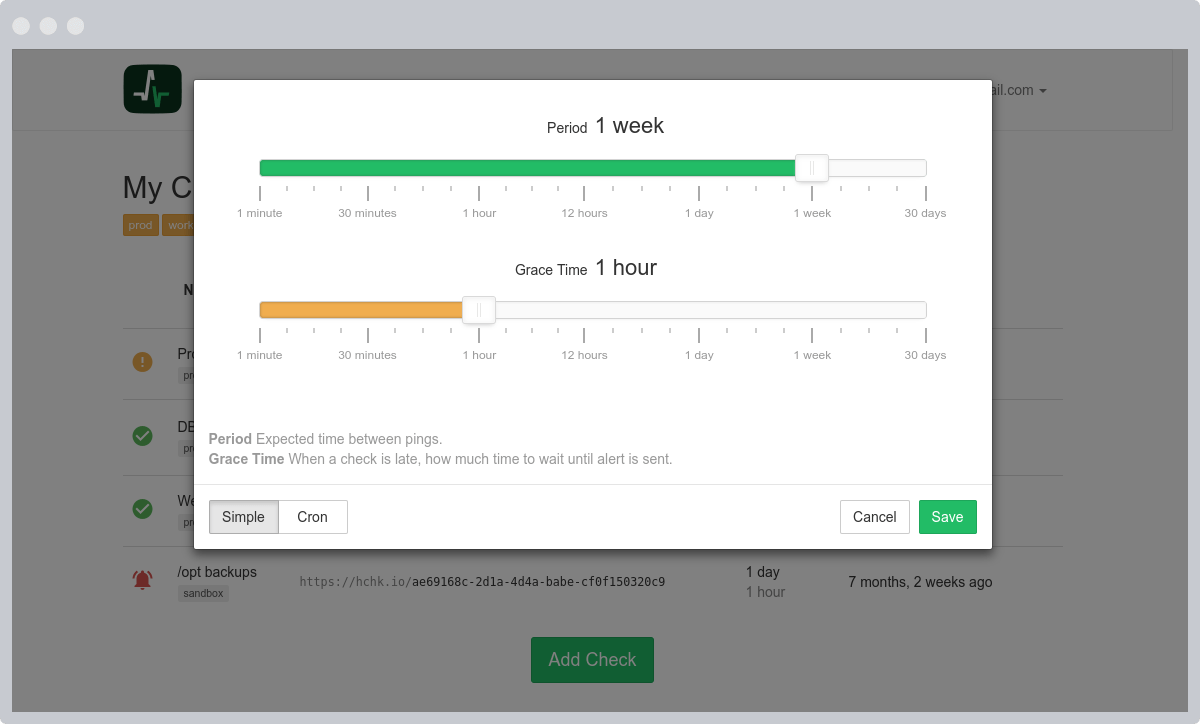 ail.com
Period 1 week
1 minute 30 minutes 1 hour 12 hours 1 day 1 week 30 days
Grace Time 1 hour
1 minute 30 minutes 1 hour 12 hours 1 day 1 week 30 days
Period Expected time between pings.
Grace Time When a check is late, how much time to wait until alert is sent.
Simple Cron Cancel Save
My C
prod work
N
Pro
pr
DB
pr
We
pr
/opt backups https://hchk.io/ae69168c-2d1a-4d4a-babe-cf0f150320c9 1 day 7 months, 2 weeks ago
sandbox 1 hour
Add Check